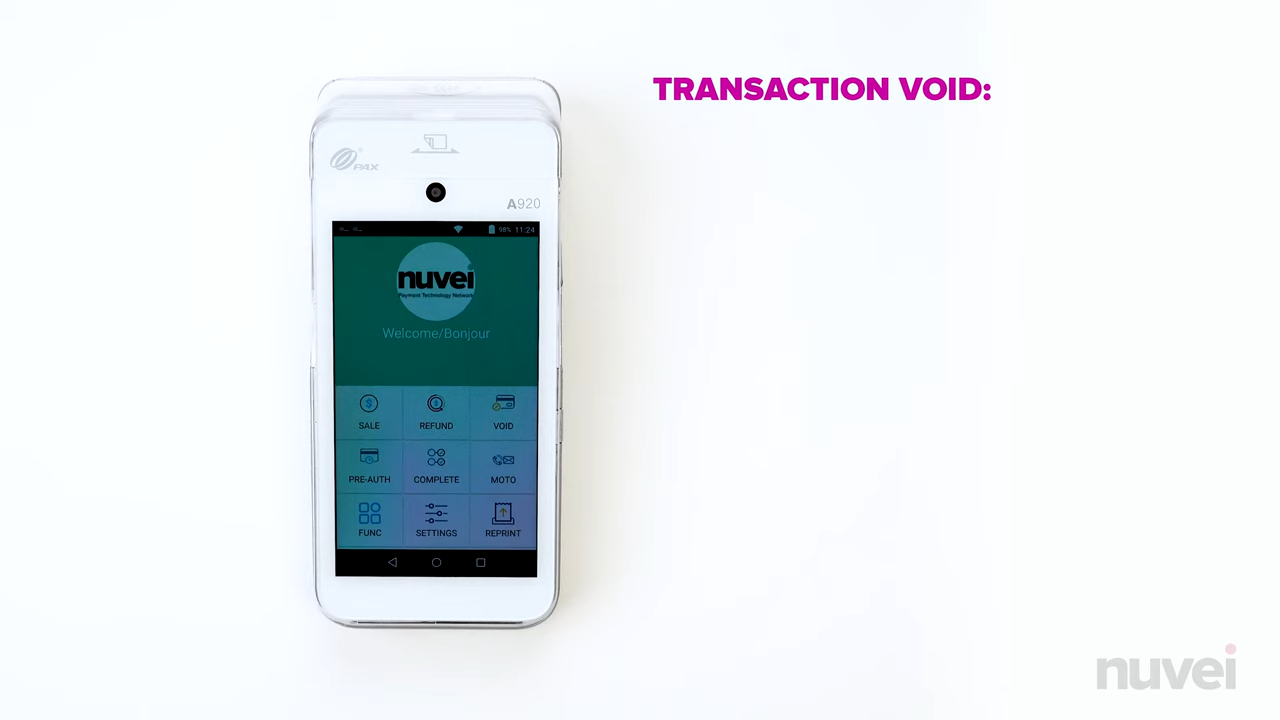 TRANSACTION VOID:
PAX
A920
98% 11:24
nuvei
Payment Technology Network
Welcome/Bonjour
SALE
REFUND
VOID
PRE-AUTH
COMPLETE
MOTO
FUNC
SETTINGS
REPRINT
nuvei